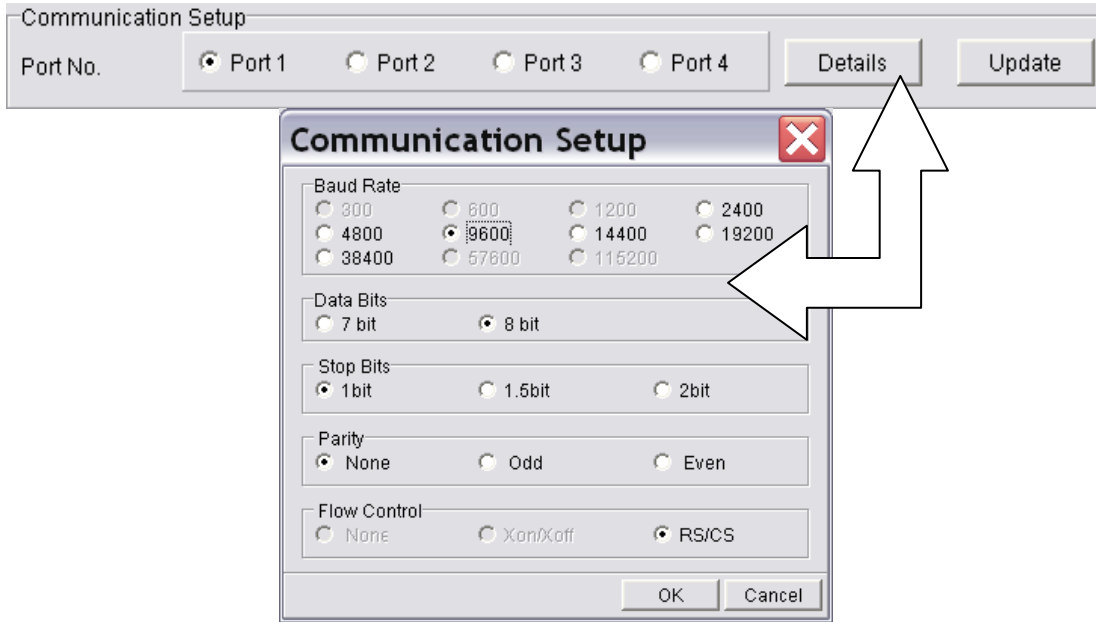 Communication Setup
Port No. Port 1 Port 2 Port 3 Port 4 Details Update
Communication Setup
Baud Rate
300 600 1200 2400
4800 9600 14400 19200
38400 57600 115200
Data Bits
7 bit 8 bit
Stop Bits
1bit 1.5bit 2bit
Parity
None Odd Even
Flow Control
None Xon/Xoff RS/CS
OK Cancel